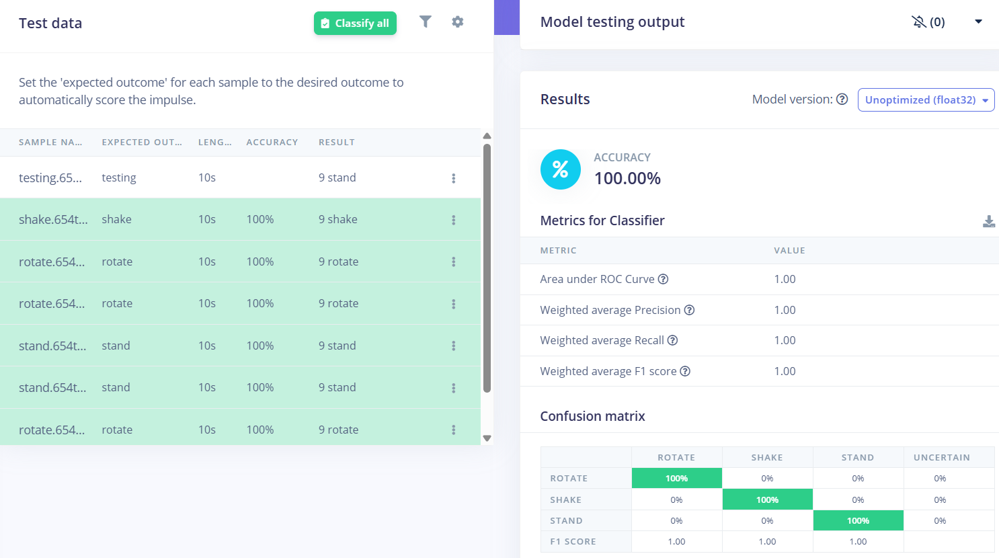 Test data
Classify all
Set the 'expected outcome' for each sample to the desired outcome to
automatically score the impulse.
SAMPLE NA... EXPECTED OUT... LENG... ACCURACY RESULT
testing.65... testing 10s 9 stand
shake.654t... shake 10s 100% 9 shake
rotate.654... rotate 10s 100% 9 rotate
rotate.654... rotate 10s 100% 9 rotate
stand.654t... stand 10s 100% 9 stand
stand.654t... stand 10s 100% 9 stand
rotate.654... rotate 10s 100% 9 rotate
Model testing output
(0)
Results
Model version: Unoptimized (float32)
%
ACCURACY
100.00%
Metrics for Classifier
METRIC VALUE
Area under ROC Curve 1.00
Weighted average Precision 1.00
Weighted average Recall 1.00
Weighted average F1 score 1.00
Confusion matrix
ROTATE SHAKE STAND UNCERTAIN
ROTATE 100% 0% 0% 0%
SHAKE 0% 100% 0% 0%
STAND 0% 0% 100% 0%
F1 SCORE 1.00 1.00 1.00